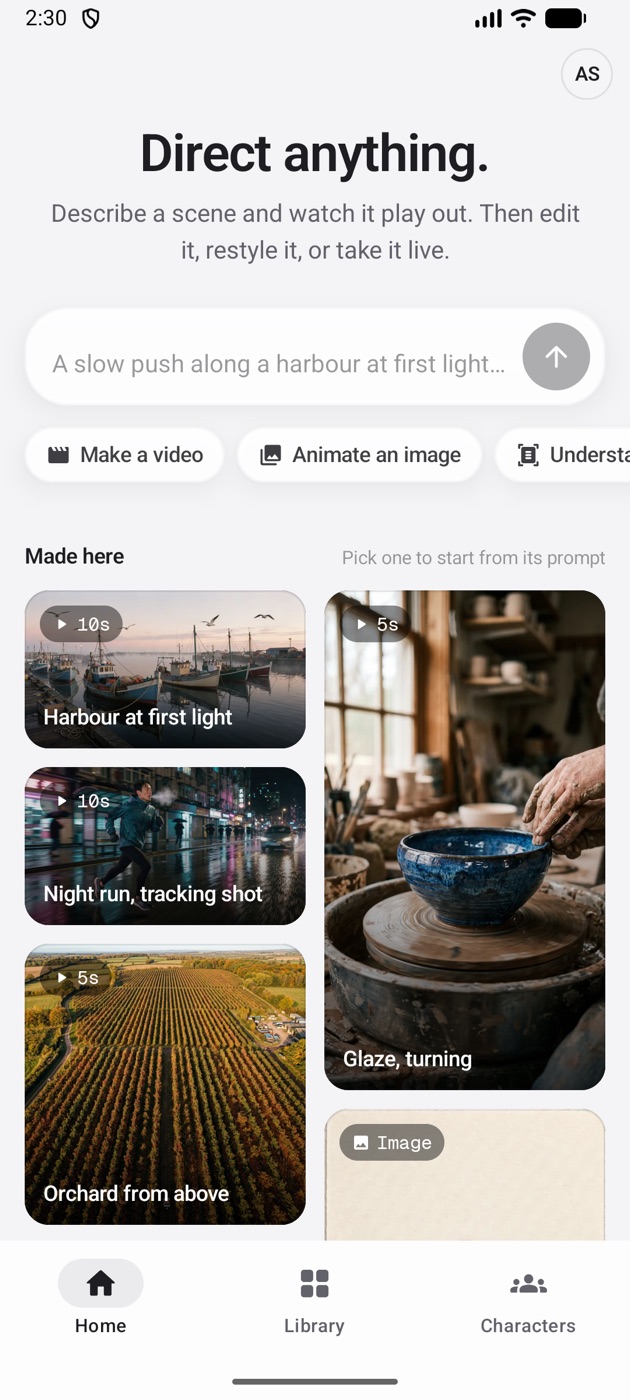 2:30
AS
Direct anything.
Describe a scene and watch it play out. Then edit
it, restyle it, or take it live.
A slow push along a harbour at first light…
Make a video
Animate an image
Understa
Made here
Pick one to start from its prompt
10s
Harbour at first light
5s
Glaze, turning
10s
Night run, tracking shot
5s
Orchard from above
Image
Home
Library
Characters